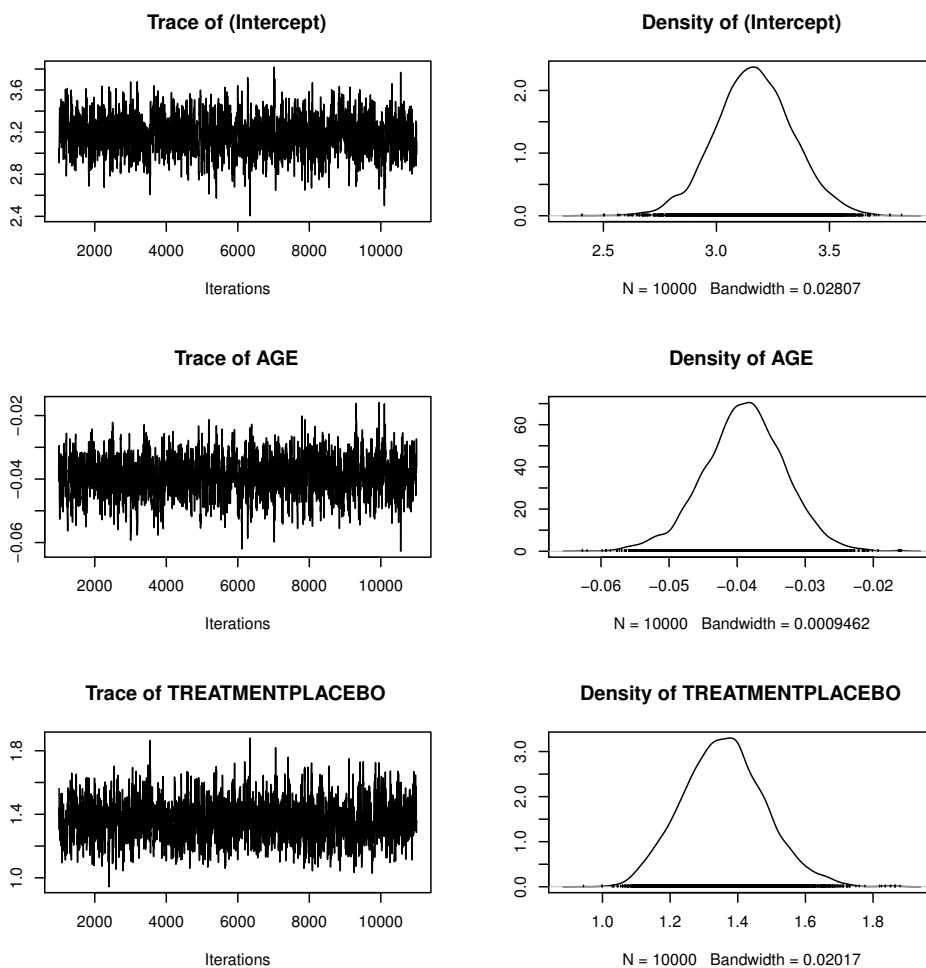 Trace of (Intercept)
2.4 2.8 3.2 3.6
2000 4000 6000 8000 10000
Iterations
Density of (Intercept)
0.0 1.0 2.0
2.5 3.0 3.5
N = 10000 Bandwidth = 0.02807
Trace of AGE
−0.06 −0.04 −0.02
2000 4000 6000 8000 10000
Iterations
Density of AGE
0 20 40 60
−0.06 −0.05 −0.04 −0.03 −0.02
N = 10000 Bandwidth = 0.0009462
Trace of TREATMENTPLACEBO
1.0 1.4 1.8
2000 4000 6000 8000 10000
Iterations
Density of TREATMENTPLACEBO
0.0 1.0 2.0 3.0
1.0 1.2 1.4 1.6 1.8
N = 10000 Bandwidth = 0.02017